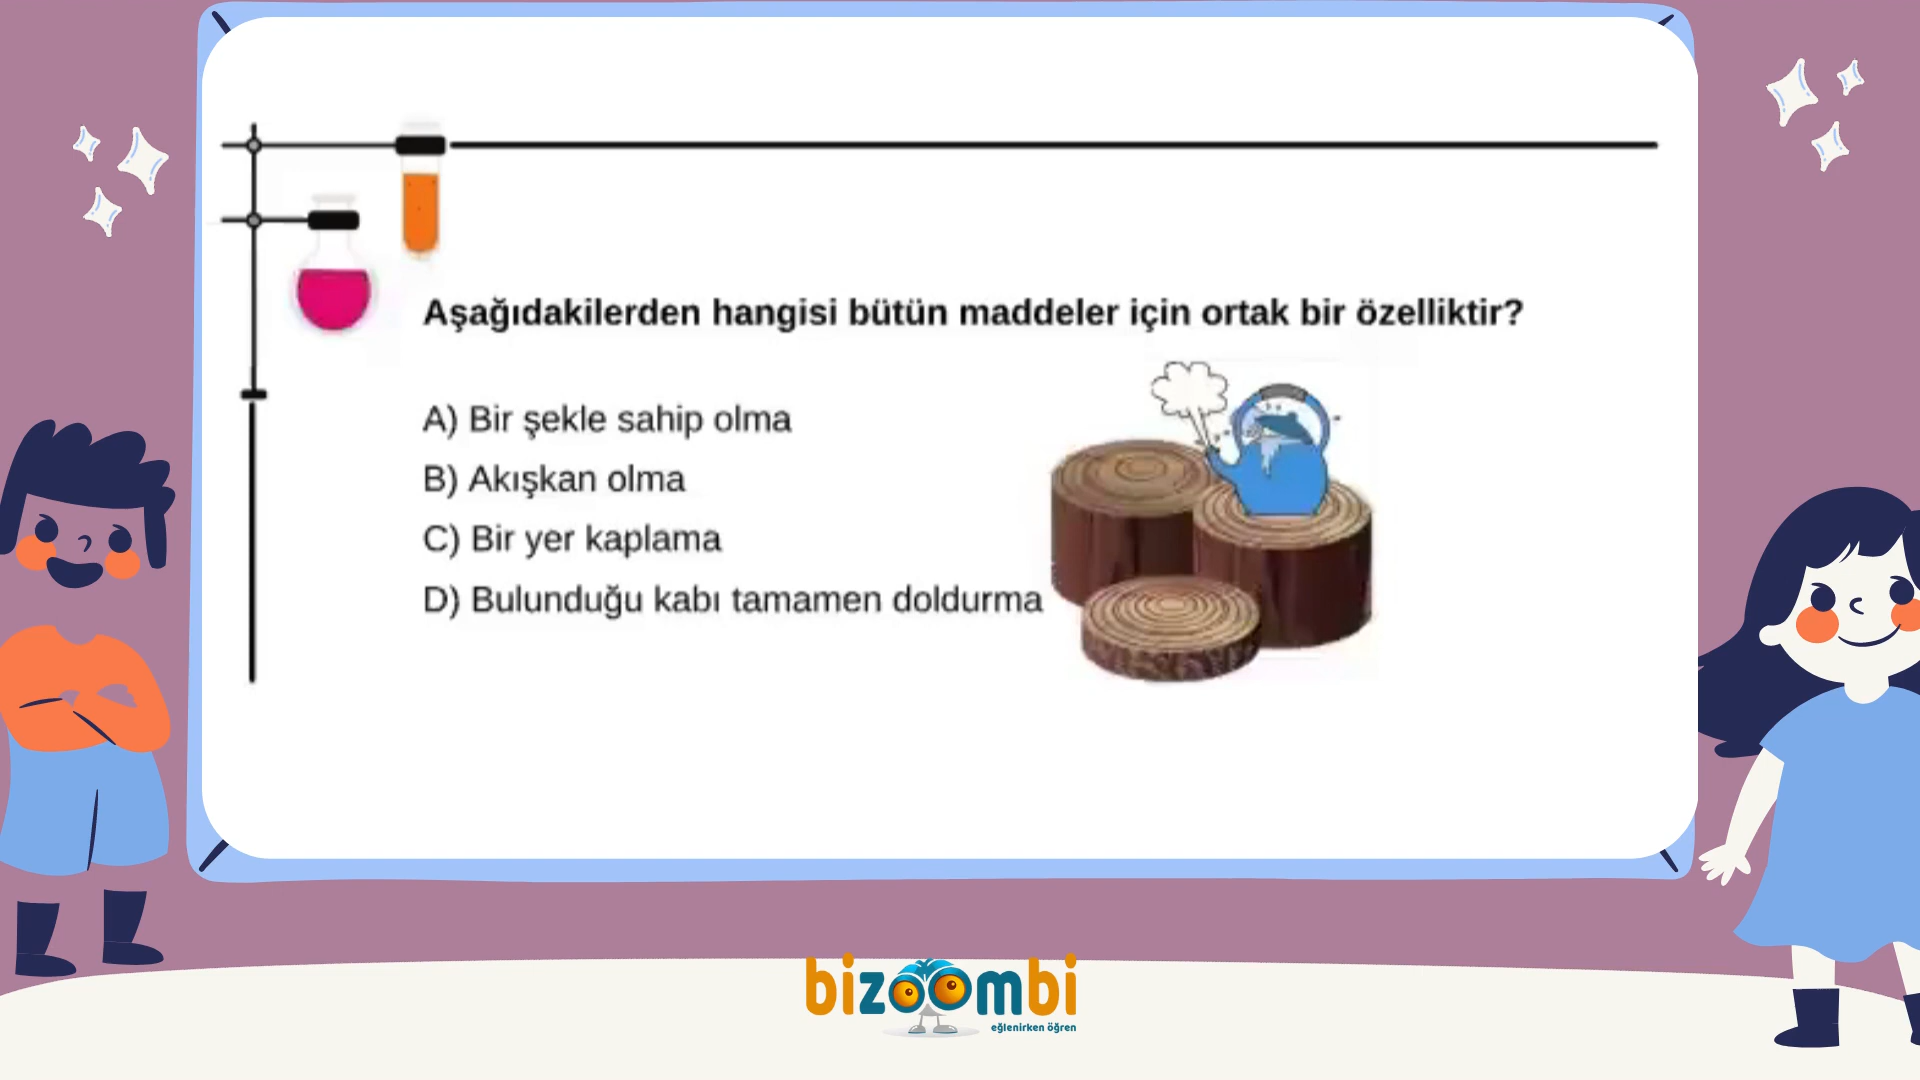 Aşağıdakilerden hangisi bütün maddeler için ortak bir özelliktir?
A) Bir şekle sahip olma
B) Akışkan olma
C) Bir yer kaplama
D) Bulunduğu kabı tamamen doldurma
bizoombi
eğlenirken öğren